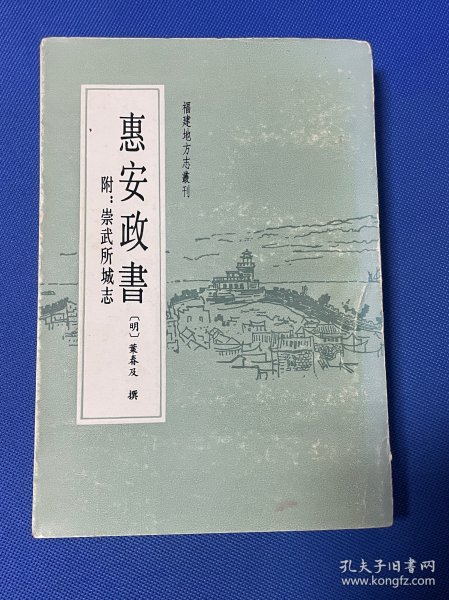 福建地方志叢刊
惠安政書
附：崇武所城志
〔明〕葉春及 撰
孔夫子旧书网
www.kongfz.com